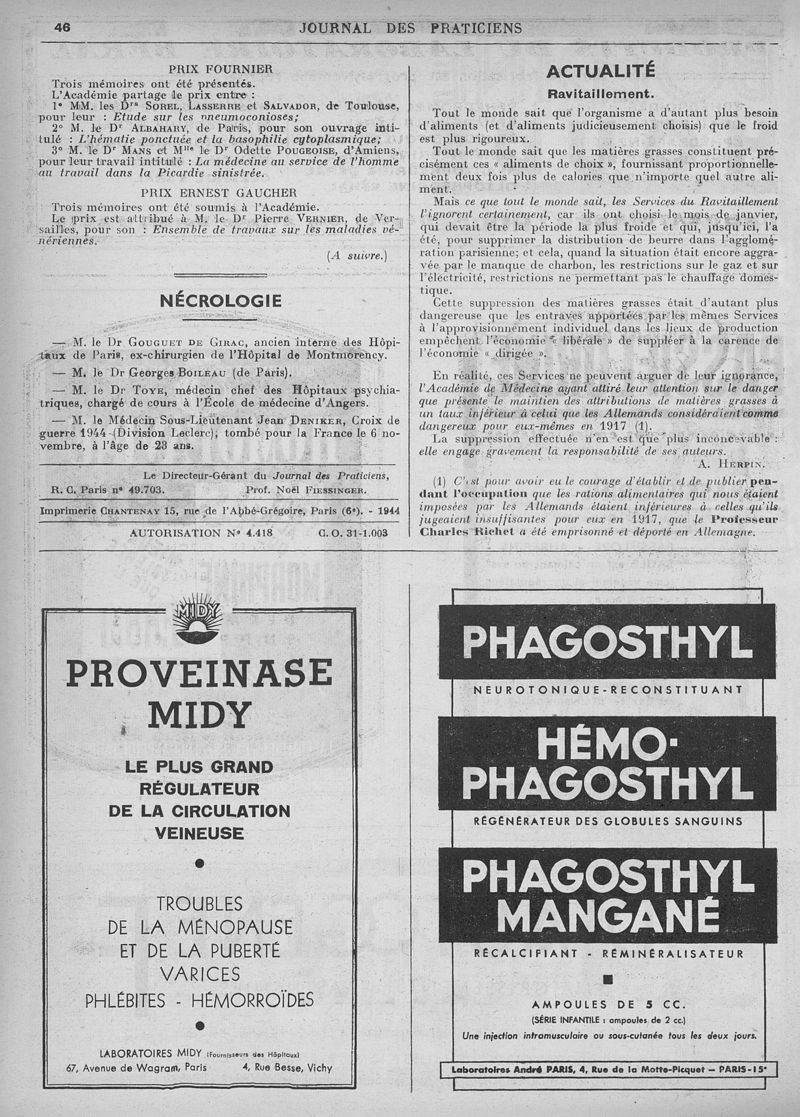 46
JOURNAL DES PRATICIENS
PRIX FOURNIER
Trois mémoires ont été présentés.
L'Académie partage le prix entre :
1° MM. les Drs SOREL, LASSERRE et SALVADOR, de Toulouse,
pour leur : Etude sur les pneumoconioses;
2° M. le Dr ALBAHARY, de Paris, pour son ouvrage inti-
tulé : L'hématie ponctuée et la basophilie cytoplasmique;
3° M. le Dr MANS et Mlle le Dr Odette POUGEOISE, d'Amiens,
pour leur travail intitulé : La médecine au service de l'homme
au travail dans la Picardie sinistrée.
PRIX ERNEST GAUCHER
Trois mémoires ont été soumis à l'Académie.
Le prix est attribué à M. le Dr Pierre VERNIER, de Ver-
sailles, pour son : Ensemble de travaux sur les maladies vé-
nériennes.
(A suivre.)
NÉCROLOGIE
— M. le Dr GOUGUET DE GIRAC, ancien interne des Hôpi-
taux de Paris, ex-chirurgien de l'Hôpital de Montmorency.
— M. le Dr Georges BOILEAU (de Paris).
— M. le Dr TOYE, médecin chef des Hôpitaux psychia-
triques, chargé de cours à l'École de médecine d'Angers.
— M. le Médecin Sous-Lieutenant Jean DENIKER, Croix de
guerre 1944 (Division Leclerc), tombé pour la France le 6 no-
vembre, à l'âge de 23 ans.
Le Directeur-Gérant du Journal des Praticiens,
R. C. Paris n° 49.703. Prof. Noël FIESSINGER.
Imprimerie CHANTENAY 15, rue de l'Abbé-Grégoire, Paris (6e). - 1944
AUTORISATION N° 4.418 C. O. 31-1.003
ACTUALITÉ
Ravitaillement.
Tout le monde sait que l'organisme a d'autant plus besoin
d'aliments (et d'aliments judicieusement choisis) que le froid
est plus rigoureux.
Tout le monde sait que les matières grasses constituent pré-
cisément ces « aliments de choix », fournissant proportionnelle-
ment deux fois plus de calories que n'importe quel autre ali-
ment.
Mais ce que tout le monde sait, les Services du Ravitaillement
l'ignorent certainement, car ils ont choisi le mois de janvier,
qui devait être la période la plus froide et qui, jusqu'ici, l'a
été, pour supprimer la distribution de beurre dans l'agglomé-
ration parisienne; et cela, quand la situation était encore aggra-
vée par le manque de charbon, les restrictions sur le gaz et sur
l'électricité, restrictions ne permettant pas le chauffage domes-
tique.
Cette suppression des matières grasses était d'autant plus
dangereuse que les entraves apportées par les mêmes Services
à l'approvisionnement individuel dans les lieux de production
empêchent l'économie « libérale » de suppléer à la carence de
l'économie « dirigée ».
En réalité, ces Services ne peuvent arguer de leur ignorance,
l'Académie de Médecine ayant attiré leur attention sur le danger
que présente le maintien des attributions de matières grasses à
un taux inférieur à celui que les Allemands considéraient comme
dangereux pour eux-mêmes en 1917 (1).
La suppression effectuée n'en est que plus inconcevable :
elle engage gravement la responsabilité de ses auteurs.
A. HERPIN.
(1) C'est pour avoir eu le courage d'établir et de publier pen-
dant l'occupation que les rations alimentaires qui nous étaient
imposées par les Allemands étaient inférieures à celles qu'ils
jugeaient insuffisantes pour eux en 1917, que le Professeur
Charles Richet a été emprisonné et déporté en Allemagne.
MIDY
PROVEINASE
MIDY
LE PLUS GRAND
RÉGULATEUR
DE LA CIRCULATION
VEINEUSE
TROUBLES
DE LA MÉNOPAUSE
ET DE LA PUBERTÉ
VARICES
PHLÉBITES - HÉMORROÏDES
LABORATOIRES MIDY (Fournisseurs des Hôpitaux)
67, Avenue de Wagram, Paris 4, Rue Besse, Vichy
PHAGOSTHYL
NEUROTONIQUE-RECONSTITUANT
HÉMO-
PHAGOSTHYL
RÉGÉNÉRATEUR DES GLOBULES SANGUINS
PHAGOSTHYL
MANGANÉ
RÉCALCIFIANT - RÉMINÉRALISATEUR
AMPOULES DE 5 CC.
(SÉRIE INFANTILE : ampoules de 2 cc.)
Une injection intramusculaire ou sous-cutanée tous les deux jours.
Laboratoires André PARIS, 4, Rue de la Motte-Picquet — PARIS-15e